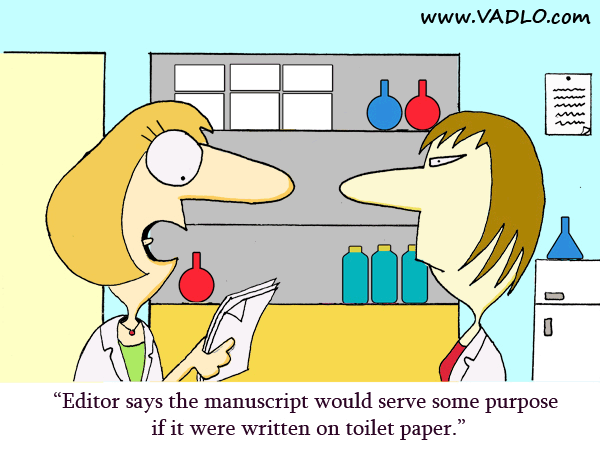 www.VADLO.com
“Editor says the manuscript would serve some purpose
if it were written on toilet paper.”